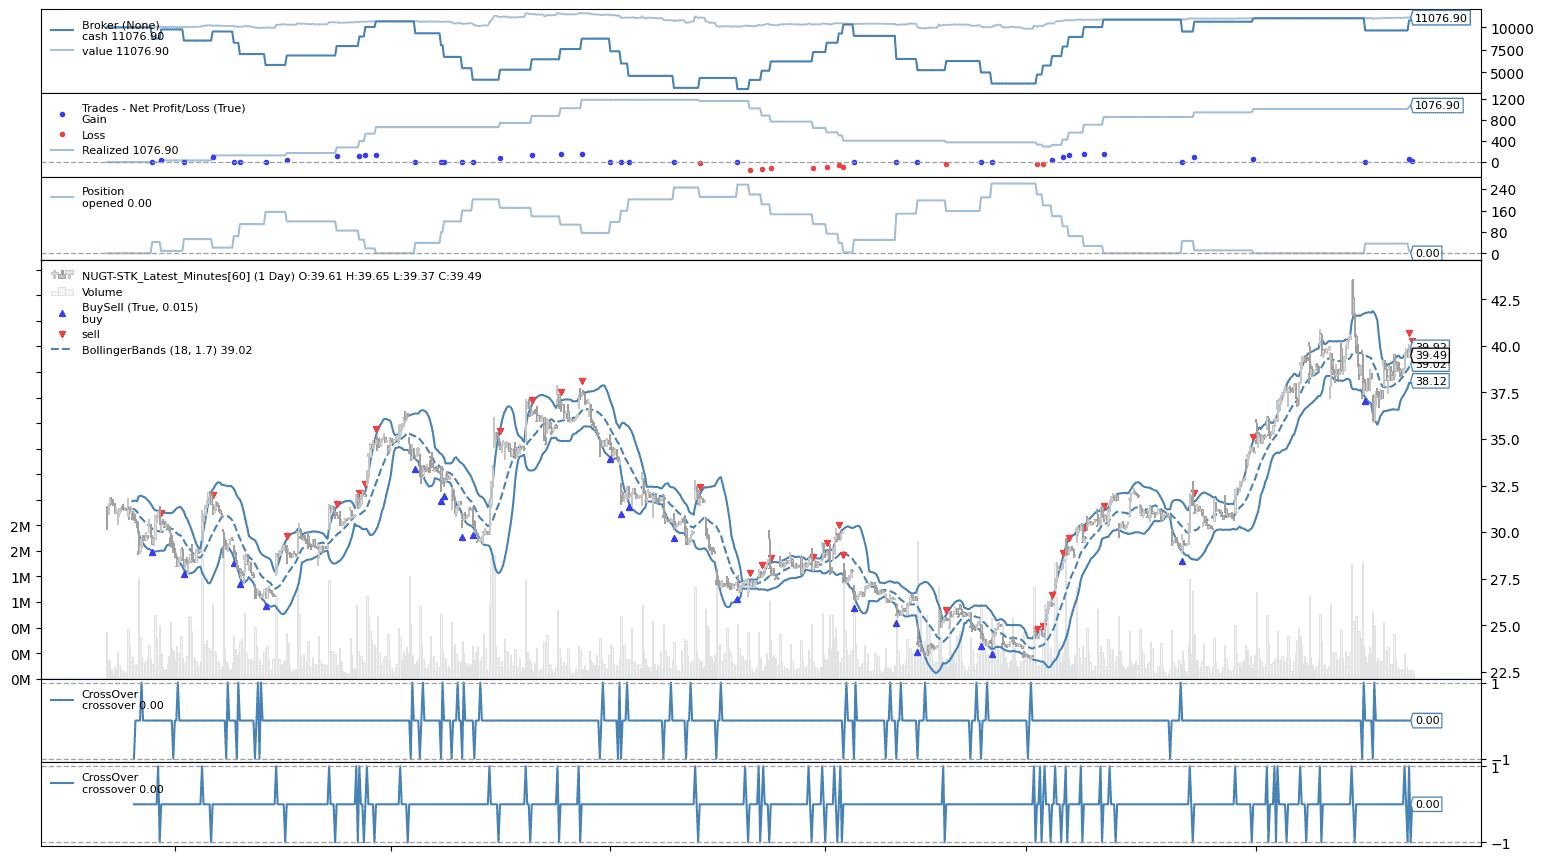 Broker (None)
cash 11076.90
value 11076.90
11076.90
10000
7500
5000
Trades - Net Profit/Loss (True)
Gain
Loss
Realized 1076.90
1200
1076.90
800
400
0
Position
opened 0.00
240
160
80
0.00
0
NUGT-STK_Latest_Minutes[60] (1 Day) O:39.61 H:39.65 L:39.37 C:39.49
Volume
BuySell (True, 0.015)
buy
sell
BollingerBands (18, 1.7) 39.02
42.5
40.0
39.92
39.49
39.02
38.12
37.5
35.0
32.5
30.0
27.5
25.0
22.5
2M
2M
1M
1M
0M
0M
0M
CrossOver
crossover 0.00
1
0.00
−1
CrossOver
crossover 0.00
1
0.00
−1